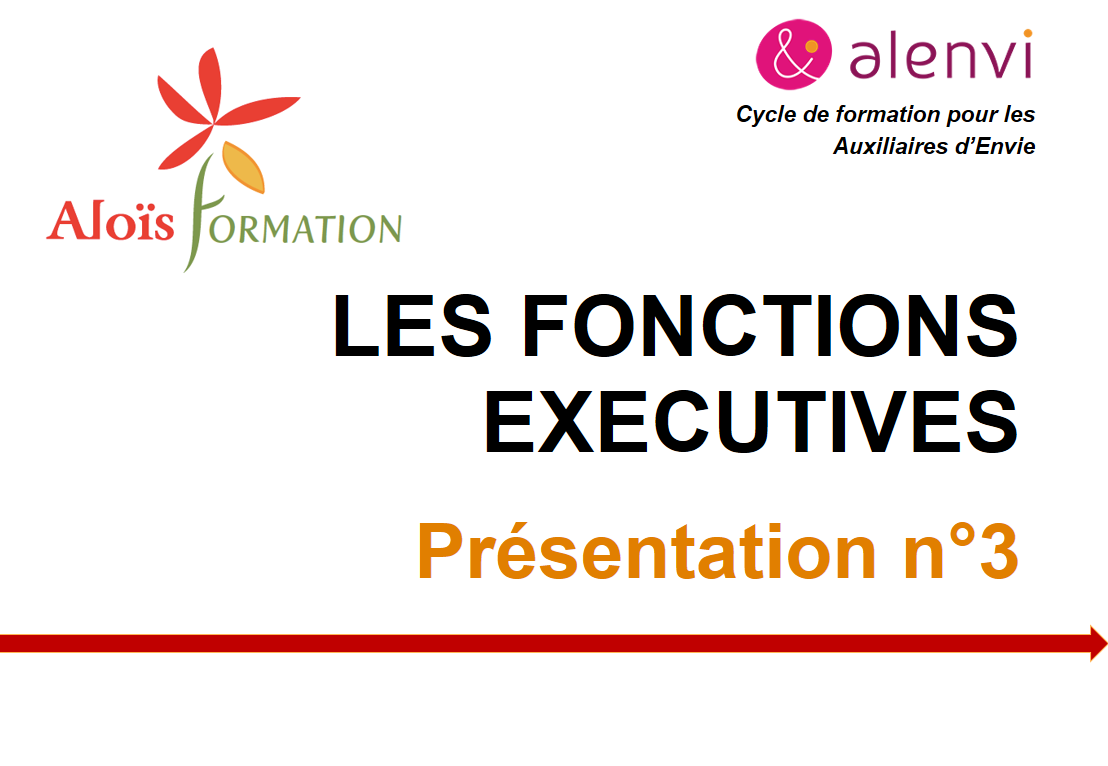 & alenvi
Cycle de formation pour les
Auxiliaires d’Envie
Aloïs FORMATION
LES FONCTIONS
EXECUTIVES
Présentation n°3